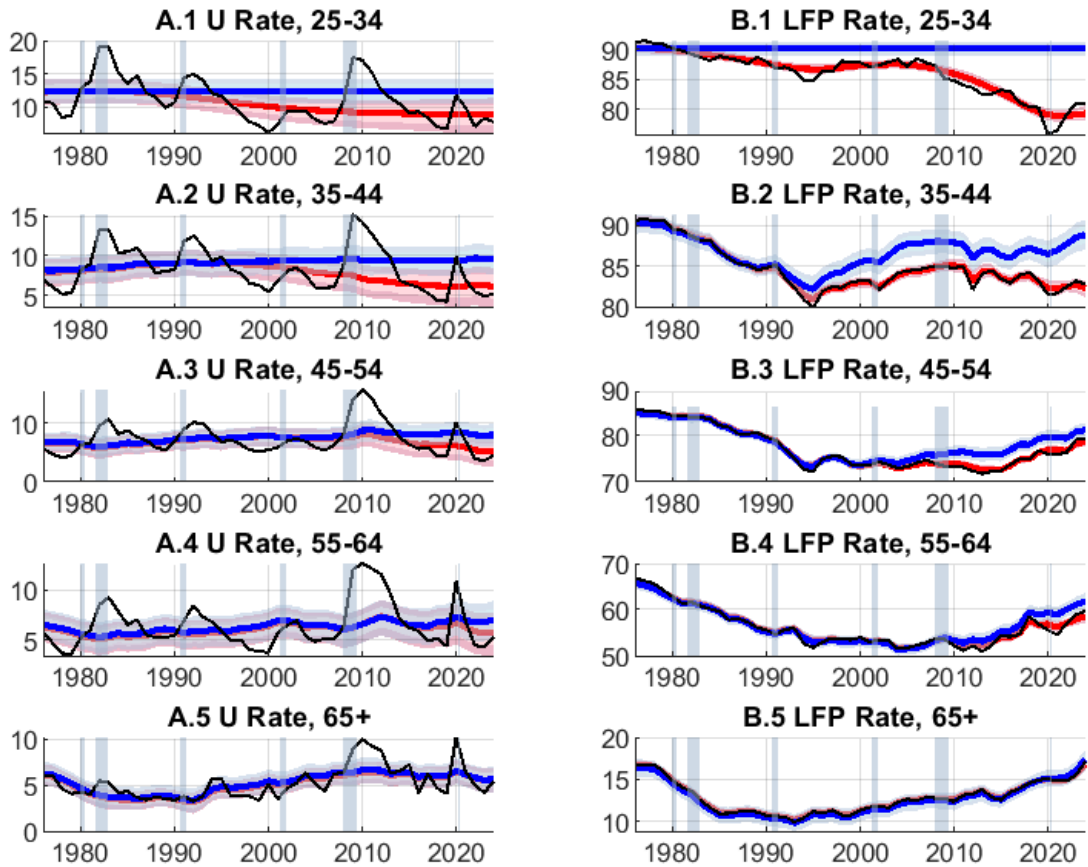 A.1 U Rate, 25-34
20
15
10
1980 1990 2000 2010 2020
B.1 LFP Rate, 25-34
90
85
80
1980 1990 2000 2010 2020
A.2 U Rate, 35-44
15
10
5
1980 1990 2000 2010 2020
B.2 LFP Rate, 35-44
90
85
80
1980 1990 2000 2010 2020
A.3 U Rate, 45-54
10
0
1980 1990 2000 2010 2020
B.3 LFP Rate, 45-54
90
80
70
1980 1990 2000 2010 2020
A.4 U Rate, 55-64
10
5
1980 1990 2000 2010 2020
B.4 LFP Rate, 55-64
70
60
50
1980 1990 2000 2010 2020
A.5 U Rate, 65+
10
5
0
1980 1990 2000 2010 2020
B.5 LFP Rate, 65+
20
15
10
1980 1990 2000 2010 2020